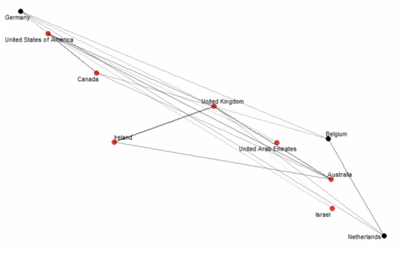 Germany
United States of America
Canada
United Kingdom
Ireland
Belgium
United Arab Emirates
Australia
Israel
Netherlands